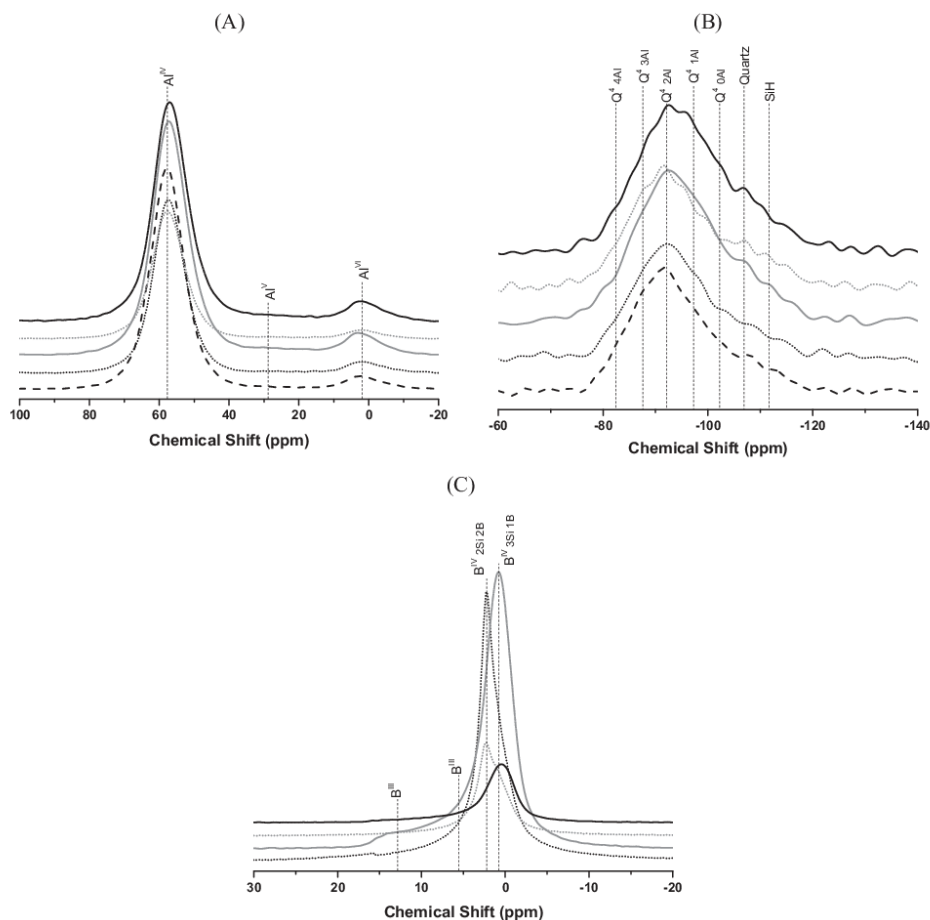 (A)
(B)
Al^IV
Al^V
Al^VI
100 80 60 40 20 0 -20
Chemical Shift (ppm)
Q^4 4Al
Q^4 3Al
Q^4 2Al
Q^4 1Al
Q^4 0Al
Quartz
SiH
-60 -80 -100 -120 -140
Chemical Shift (ppm)
(C)
B^III
B^III
B^IV 2Si 2B
B^IV 3Si 1B
30 20 10 0 -10 -20
Chemical Shift (ppm)